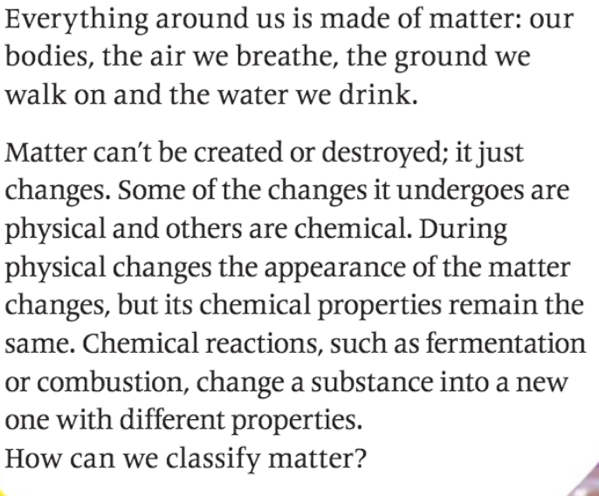 Everything around us is made of matter: our
bodies, the air we breathe, the ground we
walk on and the water we drink.
Matter can't be created or destroyed; it just
changes. Some of the changes it undergoes are
physical and others are chemical. During
physical changes the appearance of the matter
changes, but its chemical properties remain the
same. Chemical reactions, such as fermentation
or combustion, change a substance into a new
one with different properties.
How can we classify matter?